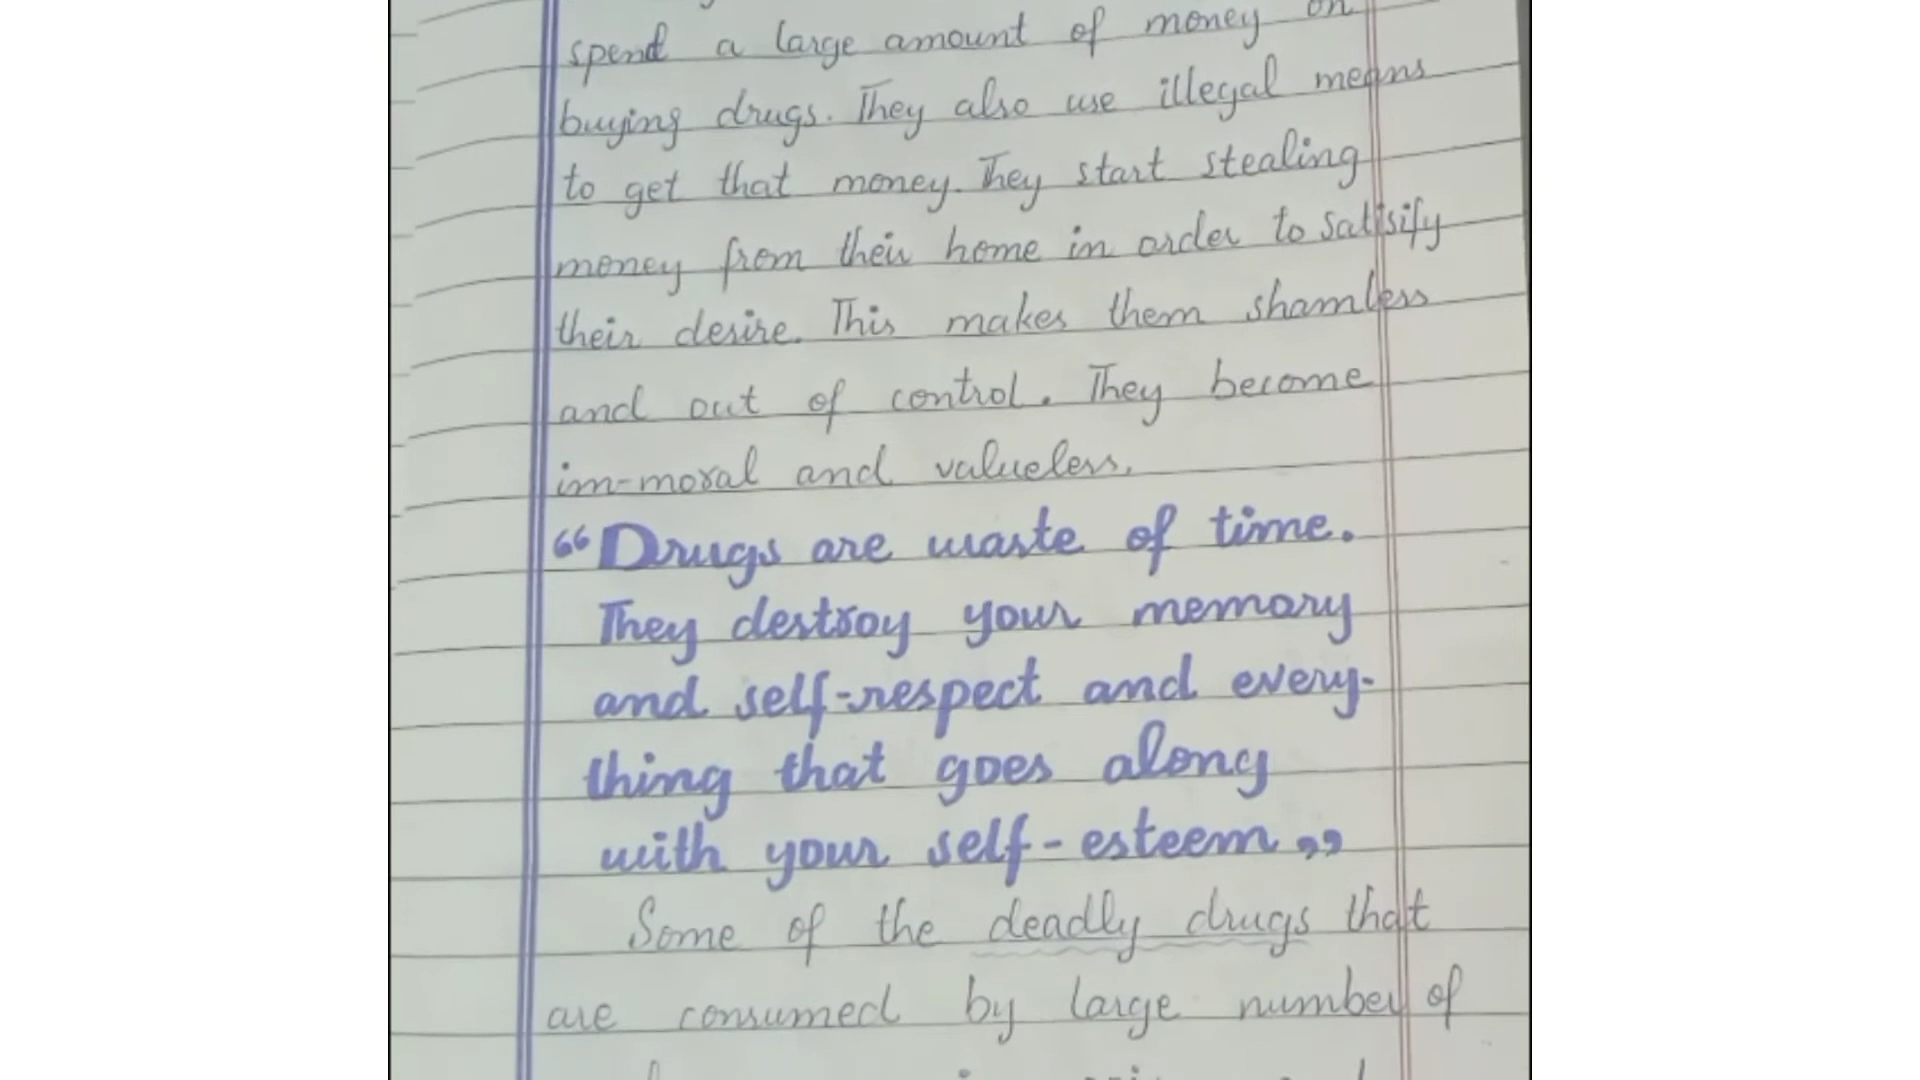 spend a large amount of money on
buying drugs. They also use illegal means
to get that money. They start stealing
money from their home in order to satisify
their desire. This makes them shamless
and out of control. They become
im-moral and valueless.
“Drugs are waste of time.
They destroy your memory
and self-respect and every-
thing that goes along
with your self-esteem„
Some of the deadly drugs that
are consumed by large number of